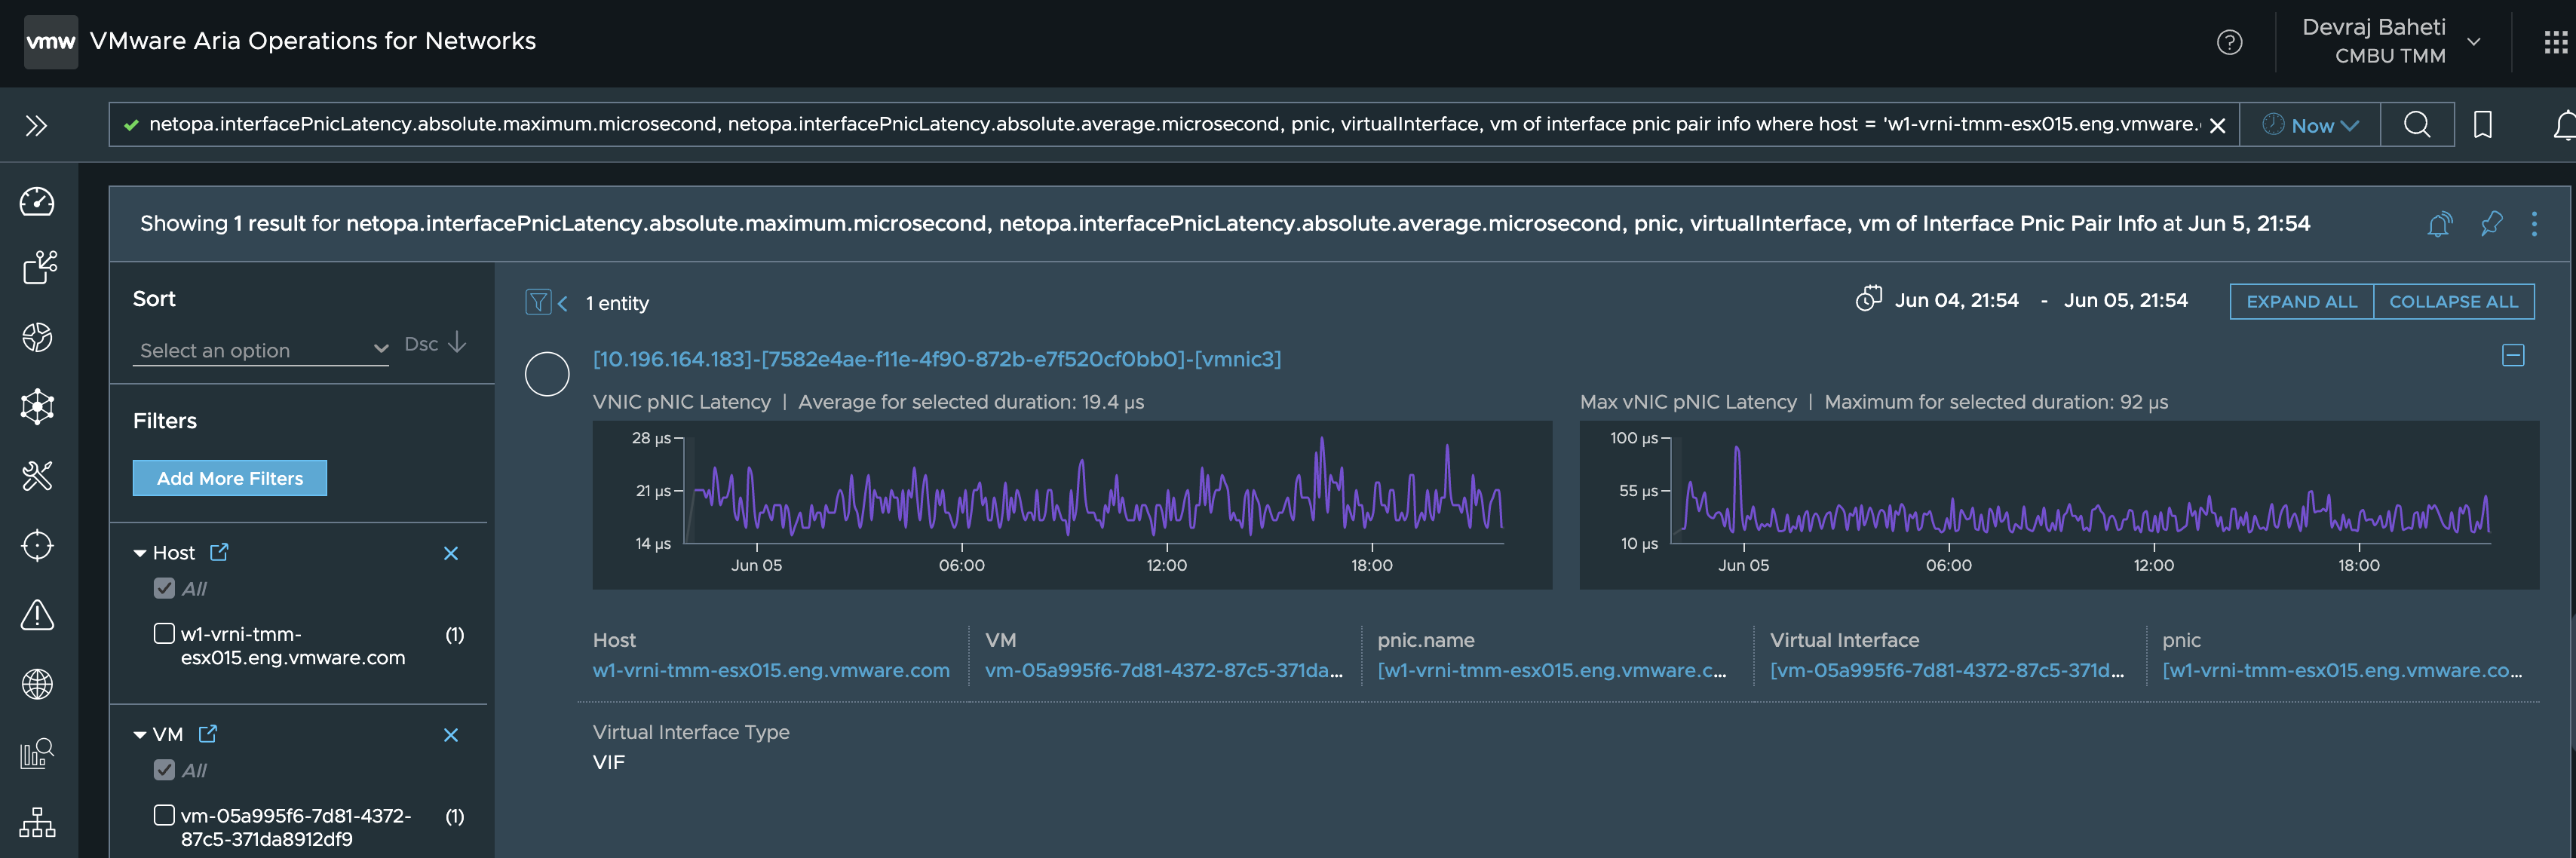 vmw VMware Aria Operations for Networks
Devraj Baheti
CMBU TMM
netopa.interfacePnicLatency.absolute.maximum.microsecond, netopa.interfacePnicLatency.absolute.average.microsecond, pnic, virtualInterface, vm of interface pnic pair info where host = 'w1-vrni-tmm-esx015.eng.vmware.
Now
Showing 1 result for netopa.interfacePnicLatency.absolute.maximum.microsecond, netopa.interfacePnicLatency.absolute.average.microsecond, pnic, virtualInterface, vm of Interface Pnic Pair Info at Jun 5, 21:54
Sort
Select an option
Dsc
Filters
Add More Filters
Host
All
w1-vrni-tmm-
esx015.eng.vmware.com
(1)
VM
All
vm-05a995f6-7d81-4372-
87c5-371da8912df9
(1)
1 entity
Jun 04, 21:54 - Jun 05, 21:54
EXPAND ALL
COLLAPSE ALL
[10.196.164.183]-[7582e4ae-f11e-4f90-872b-e7f520cf0bb0]-[vmnic3]
VNIC pNIC Latency | Average for selected duration: 19.4 µs
28 µs
21 µs
14 µs
Jun 05 06:00 12:00 18:00
Max vNIC pNIC Latency | Maximum for selected duration: 92 µs
100 µs
55 µs
10 µs
Jun 05 06:00 12:00 18:00
Host
w1-vrni-tmm-esx015.eng.vmware.com
VM
vm-05a995f6-7d81-4372-87c5-371da...
pnic.name
[w1-vrni-tmm-esx015.eng.vmware.c...
Virtual Interface
[vm-05a995f6-7d81-4372-87c5-371d...
pnic
[w1-vrni-tmm-esx015.eng.vmware.co...
Virtual Interface Type
VIF